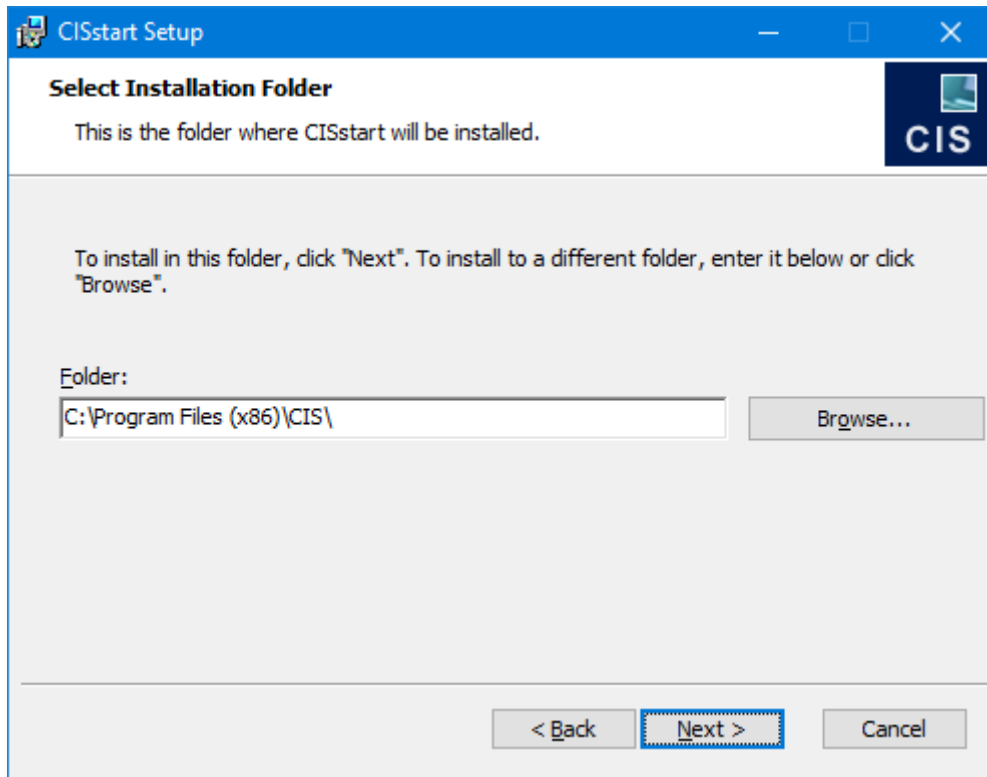 CISstart Setup
Select Installation Folder
This is the folder where CISstart will be installed.
CIS
To install in this folder, click "Next". To install to a different folder, enter it below or click
"Browse".
Folder:
C:\Program Files (x86)\CIS\
Browse...
< Back
Next >
Cancel